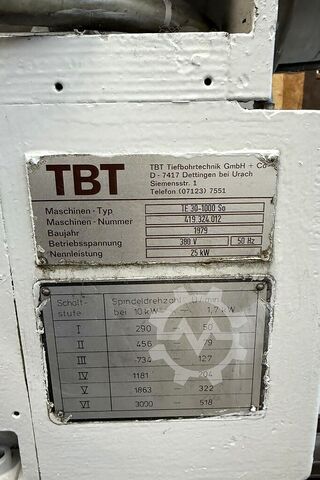 TBT
TBT Tiefbohrtechnik GmbH + Co
D - 7417 Dettingen bei Urach
Siemensstr. 1
Telefon (07123) 7551
Maschinen - Typ TE 30-1000 So
Maschinen - Nummer 419.324.012
Baujahr 1979
Betriebsspannung 380 V 50 Hz
Nennleistung 25 kW
Schalt- Spindeldrehzahl U/min
stufe bei 10 kW — 1,7 kW
I 290 50
II 456 79
III 734 127
IV 1181 204
V 1863 322
VI 3000 — 518